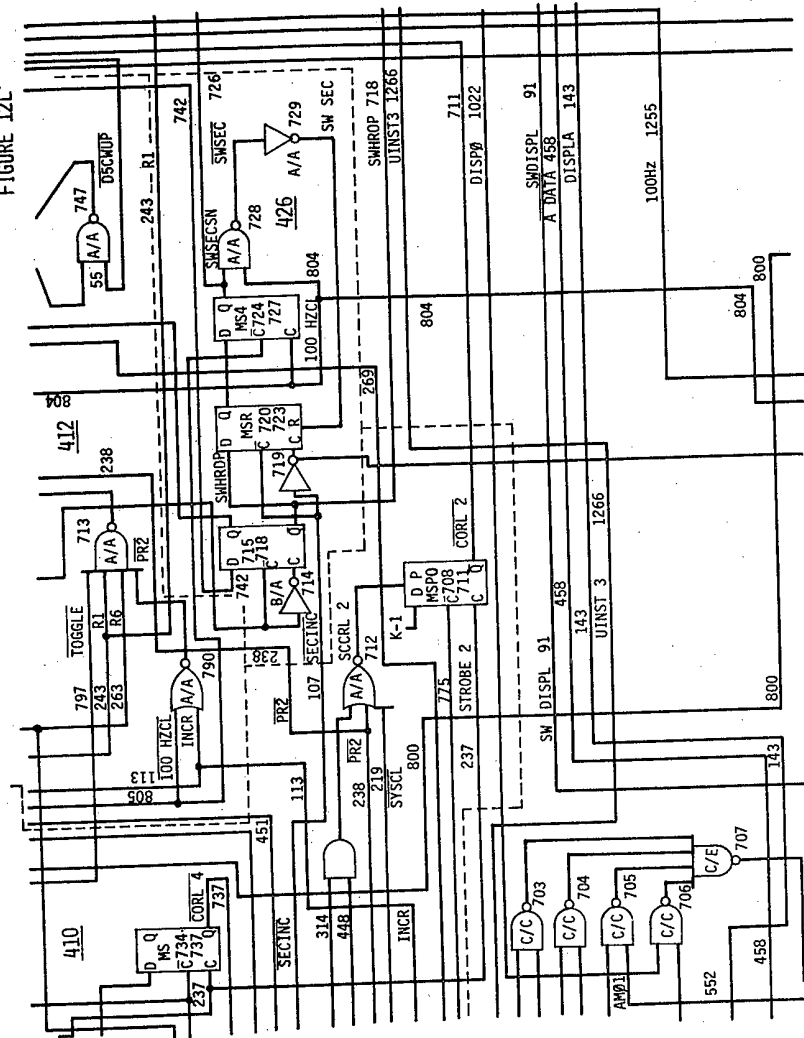 FIGURE 12L
747
A/A
55
D5CWUP
R1
243
742
726
SWSEC
729
A/A
SW SEC
728
A/A
426
SWSECSN
804
D Q
MS4
C724
727
C
100 HZCL
SWHROP 718
UINST3 1266
711
DISPØ 1022
SWDISPL 91
A DATA 458
DISPLA 143
100Hz 1255
804
412
238
713
A/A
PR2
TOGGLE
R1
R6
797
243
263
SWHROP
D Q
MSR
C 720
723
C R
719
269
804
804
800
D Q
715
718
C
C Q
742
B/A
714
SECINC
107
238
790
A/A
100 HZCL
INCR
113
805
PR2
SCCRL 2
712
A/A
PR2
238
219
SYSCL
800
K-1
D P
MSPO
C708
711
C Q
CORL 2
775
STROBE 2
237
SW DISPL 91
458
143
UINST 3 1266
800
143
410
D Q
MS
C734
737
C Q
CORL 4
737
237
451
113
SECINC
314
448
INCR
C/C
703
C/C
704
C/C
705
C/C
706
C/E
707
AMØ1
552
458